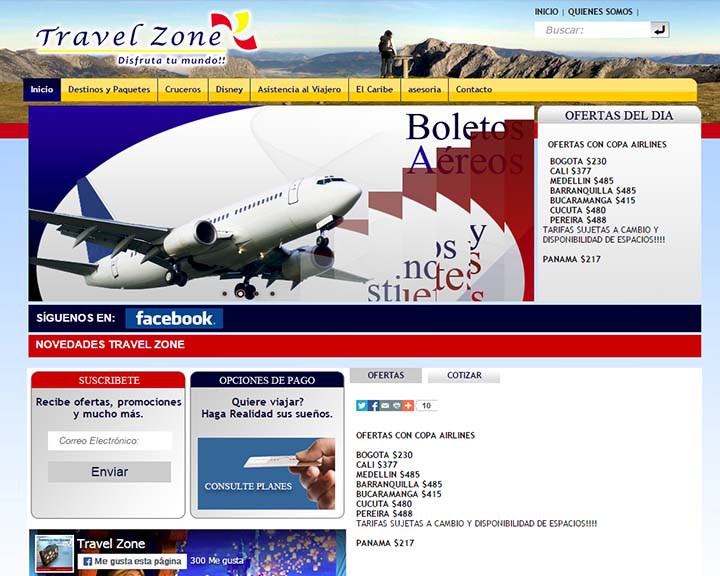 Travel Zone
Disfruta tu mundo!!
INICIO | QUIENES SOMOS |
Buscar:
Inicio
Destinos y Paquetes
Cruceros
Disney
Asistencia al Viajero
El Caribe
asesoria
Contacto
Boletos
Aéreos
OFERTAS DEL DIA
OFERTAS CON COPA AIRLINES
BOGOTA $230
CALI $377
MEDELLIN $485
BARRANQUILLA $485
BUCARAMANGA $415
CUCUTA $480
PEREIRA $488
TARIFAS SUJETAS A CAMBIO Y
DISPONIBILIDAD DE ESPACIOS!!!!
PANAMA $217
SÍGUENOS EN: facebook
NOVEDADES TRAVEL ZONE
SUSCRIBETE
Recibe ofertas, promociones
y mucho más.
Correo Electrónico:
Enviar
OPCIONES DE PAGO
Quiere viajar?
Haga Realidad sus sueños.
CONSULTE PLANES
OFERTAS
COTIZAR
10
OFERTAS CON COPA AIRLINES
BOGOTA $230
CALI $377
MEDELLIN $485
BARRANQUILLA $485
BUCARAMANGA $415
CUCUTA $480
PEREIRA $488
TARIFAS SUJETAS A CAMBIO Y DISPONIBILIDAD DE ESPACIOS!!!!
PANAMA $217
Travel Zone
Me gusta esta página 300 Me gusta